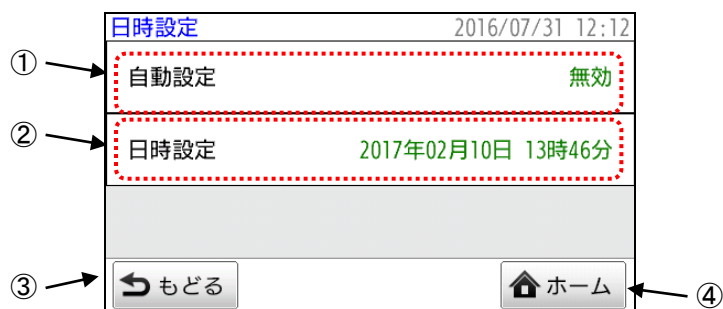 日時設定 2016/07/31 12:12
① 自動設定 無効
② 日時設定 2017年02月10日 13時46分
③ もどる ホーム ④